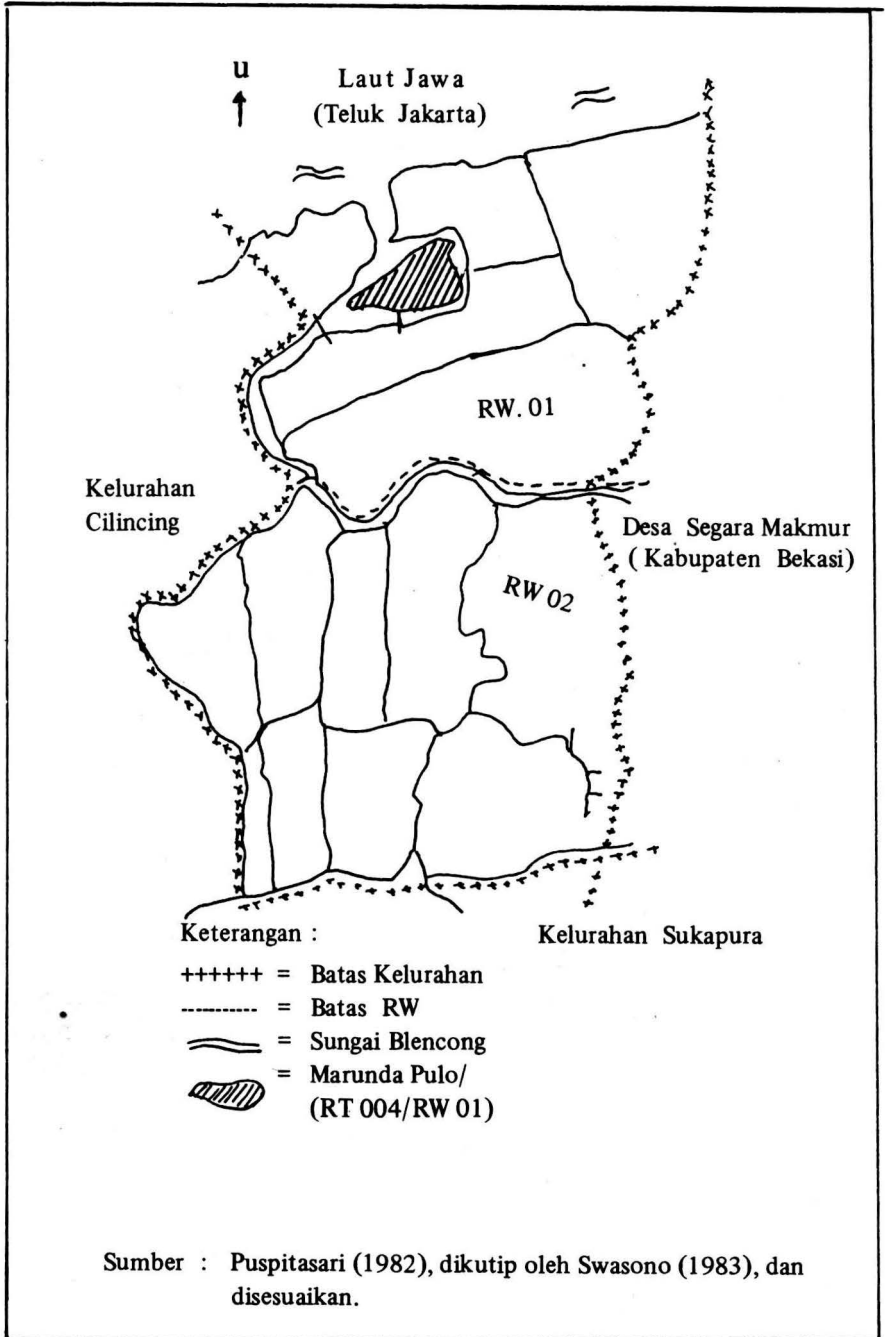 u
Laut Jawa
(Teluk Jakarta)
RW. 01
Kelurahan
Cilincing
Desa Segara Makmur
( Kabupaten Bekasi)
RW 02
Keterangan :
Kelurahan Sukapura
++++++ = Batas Kelurahan
----------- = Batas RW
= Sungai Blencong
= Marunda Pulo/
(RT 004/RW 01)
Sumber : Puspitasari (1982), dikutip oleh Swasono (1983), dan
disesuaikan.